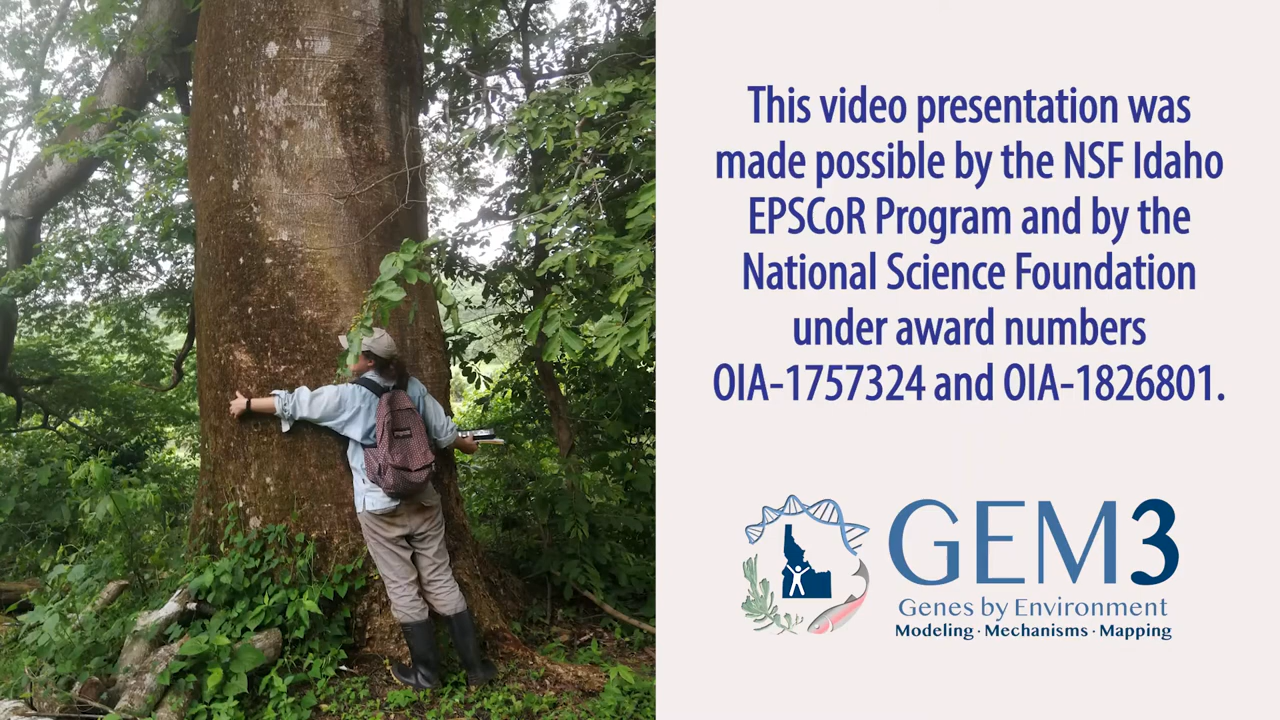 This video presentation was
made possible by the NSF Idaho
EPSCoR Program and by the
National Science Foundation
under award numbers
OIA-1757324 and OIA-1826801.
GEM3
Genes by Environment
Modeling · Mechanisms · Mapping